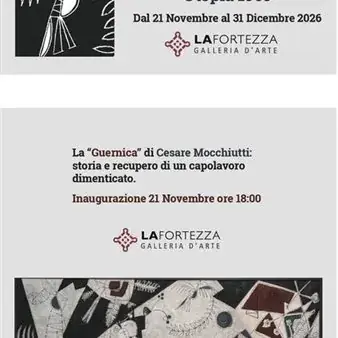 Dal 21 Novembre al 31 Dicembre 2026
LAFORTEZZA
GALLERIA D'ARTE
La “Guernica” di Cesare Mocchiutti:
storia e recupero di un capolavoro
dimenticato.
Inaugurazione 21 Novembre ore 18:00
LAFORTEZZA
GALLERIA D'ARTE